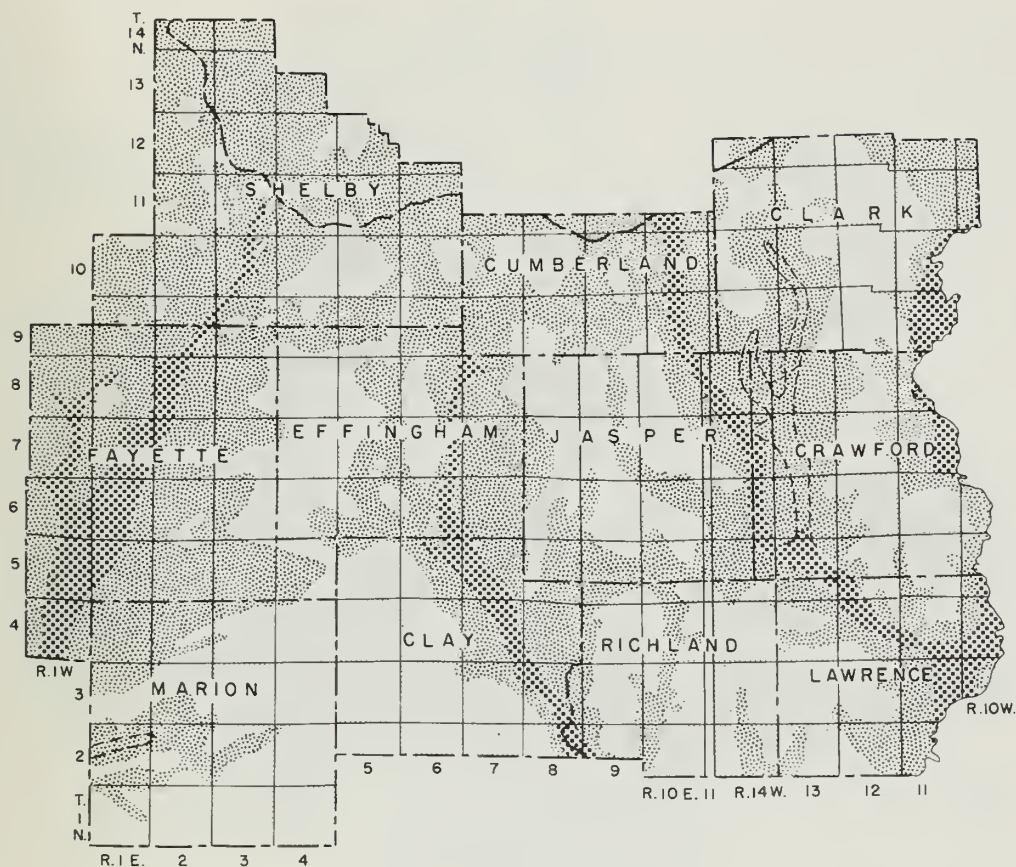 T.
14
N.
13
12
11
10
9
8
7
6
5
4
3
2
T.
1
N.
SHELBY
CLARK
CUMBERLAND
EFFINGHAM
JASPER
FAYETTE
CRAWFORD
CLAY
RICHLAND
MARION
LAWRENCE
R.1W
R.10W.
5 6 7 8 9
R.10 E. 11 R.14W. 13 12 11
R.1 E. 2 3 4